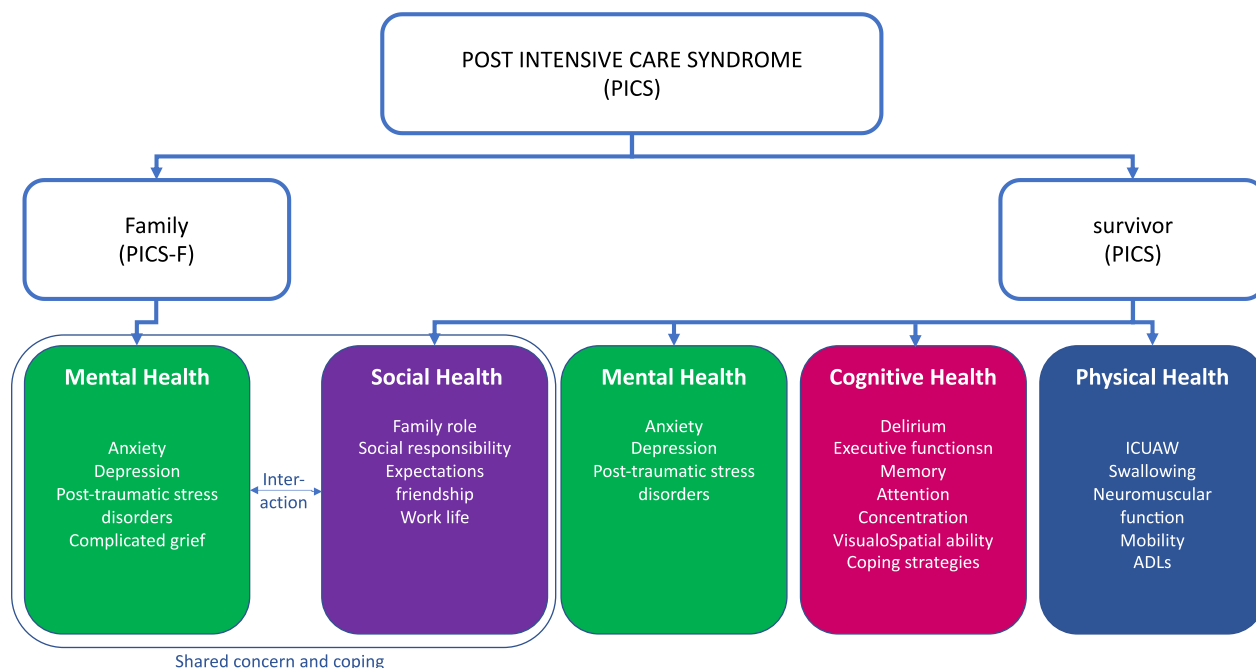 POST INTENSIVE CARE SYNDROME
(PICS)
Family
(PICS-F)
survivor
(PICS)
Mental Health
Anxiety
Depression
Post-traumatic stress
disorders
Complicated grief
Inter-
action
Social Health
Family role
Social responsibility
Expectations
friendship
Work life
Mental Health
Anxiety
Depression
Post-traumatic stress
disorders
Cognitive Health
Delirium
Executive functionsn
Memory
Attention
Concentration
VisualoSpatial ability
Coping strategies
Physical Health
ICUAW
Swallowing
Neuromuscular
function
Mobility
ADLs
Shared concern and coping